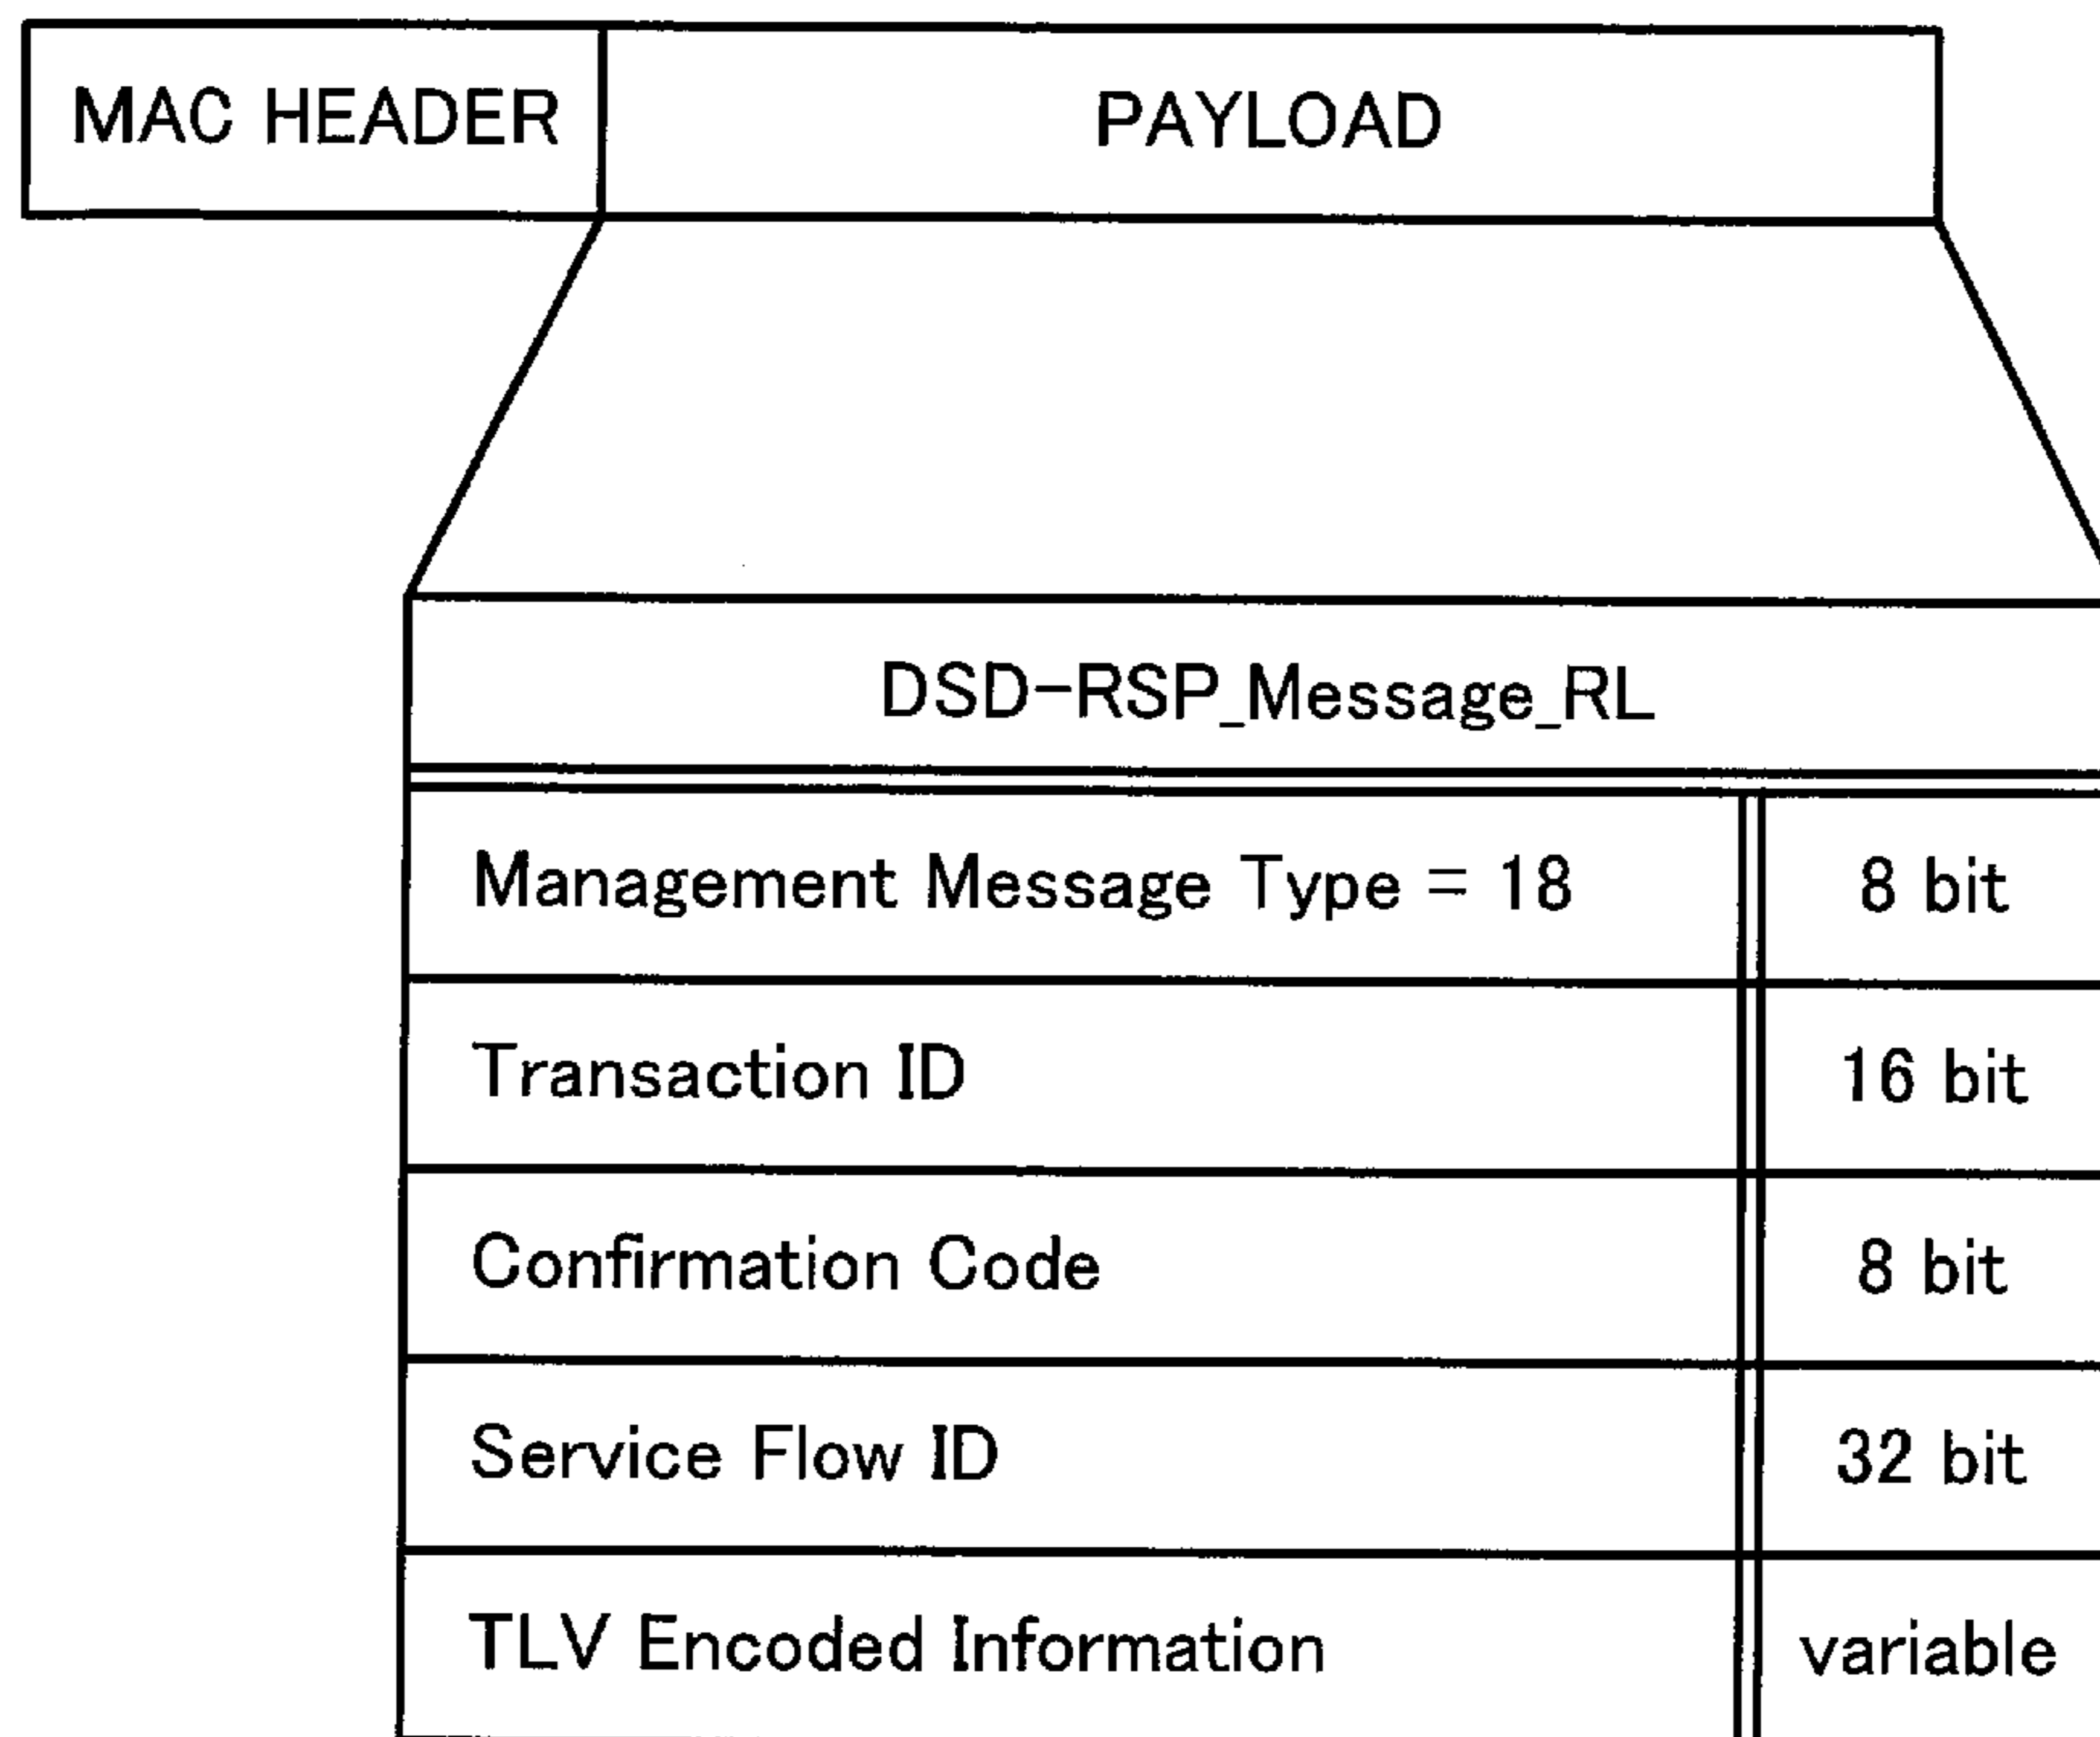 MAC HEADER PAYLOAD
DSD-RSP_Message_RL
Management Message Type = 18 8 bit
Transaction ID 16 bit
Confirmation Code 8 bit
Service Flow ID 32 bit
TLV Encoded Information variable